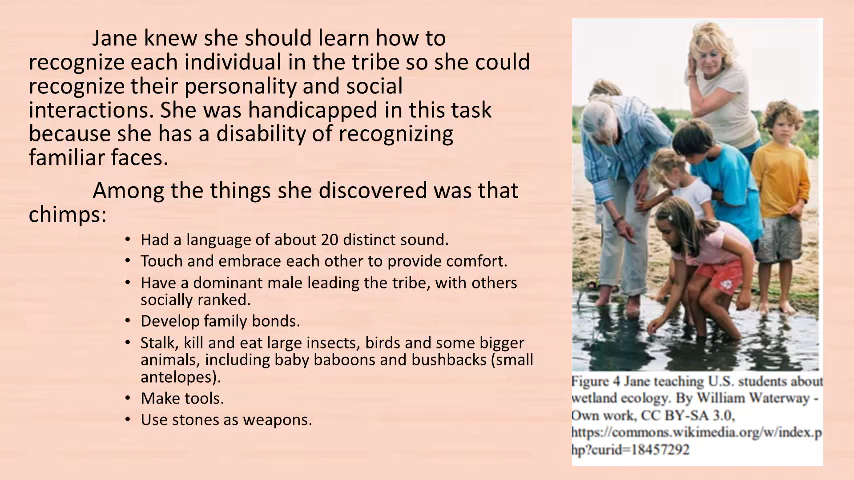 Jane knew she should learn how to
recognize each individual in the tribe so she could
recognize their personality and social
interactions. She was handicapped in this task
because she has a disability of recognizing
familiar faces.
Among the things she discovered was that
chimps:
• Had a language of about 20 distinct sound.
• Touch and embrace each other to provide comfort.
• Have a dominant male leading the tribe, with others
socially ranked.
• Develop family bonds.
• Stalk, kill and eat large insects, birds and some bigger
animals, including baby baboons and bushbacks (small
antelopes).
• Make tools.
• Use stones as weapons.
Figure 4 Jane teaching U.S. students about
wetland ecology. By William Waterway -
Own work, CC BY-SA 3.0,
https://commons.wikimedia.org/w/index.p
hp?curid=18457292